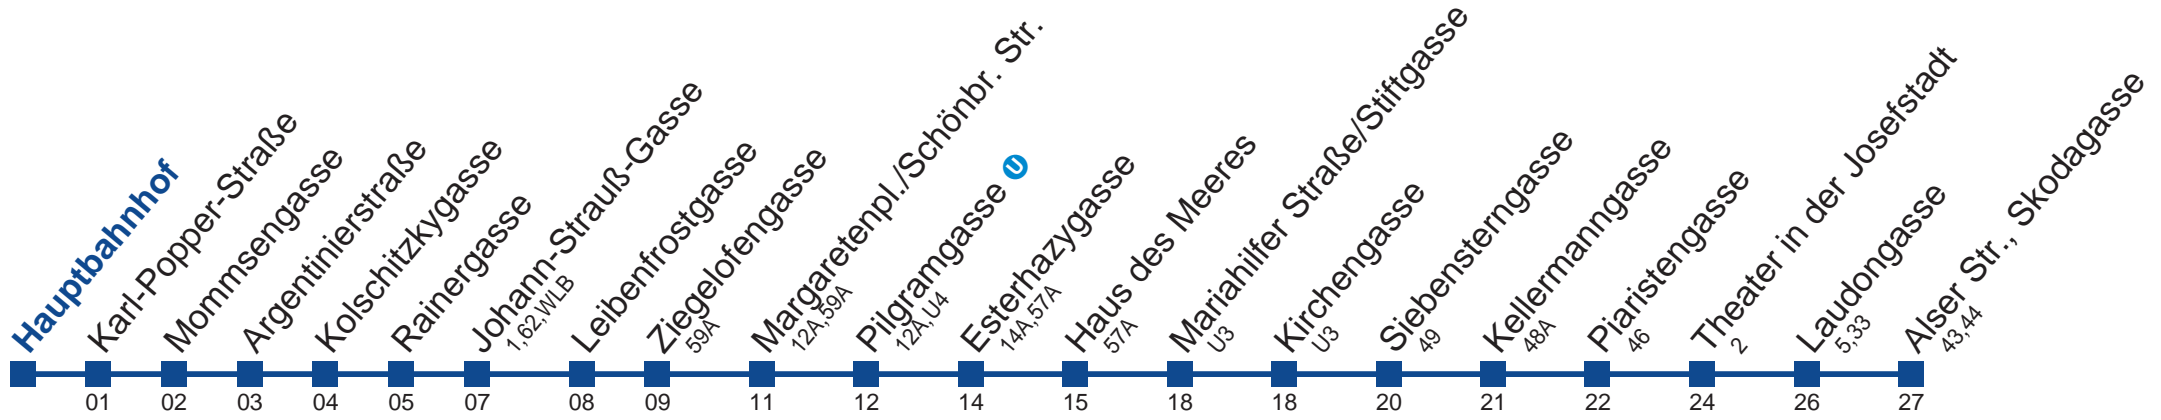 Hauptbahnhof
Karl-Popper-Straße
Mommsengasse
Argentinierstraße
Kolschitzkygasse
Rainergasse
Johann-Strauß-Gasse
1,62,WLB
Leibenfrostgasse
Ziegelofengasse
59A
Margaretenpl./Schönbr. Str.
12A,59A
Pilgramgasse U
12A,U4
Esterhazygasse
14A,57A
Haus des Meeres
57A
Mariahilfer Straße/Stiftgasse
U3
Kirchengasse
U3
Siebensterngasse
49
Kellermanngasse
48A
Piaristengasse
46
Theater in der Josefstadt
2
Laudongasse
5,33
Alser Str., Skodagasse
43,44
01 02 03 04 05 07 08 09 11 12 14 15 18 18 20 21 22 24 26 27